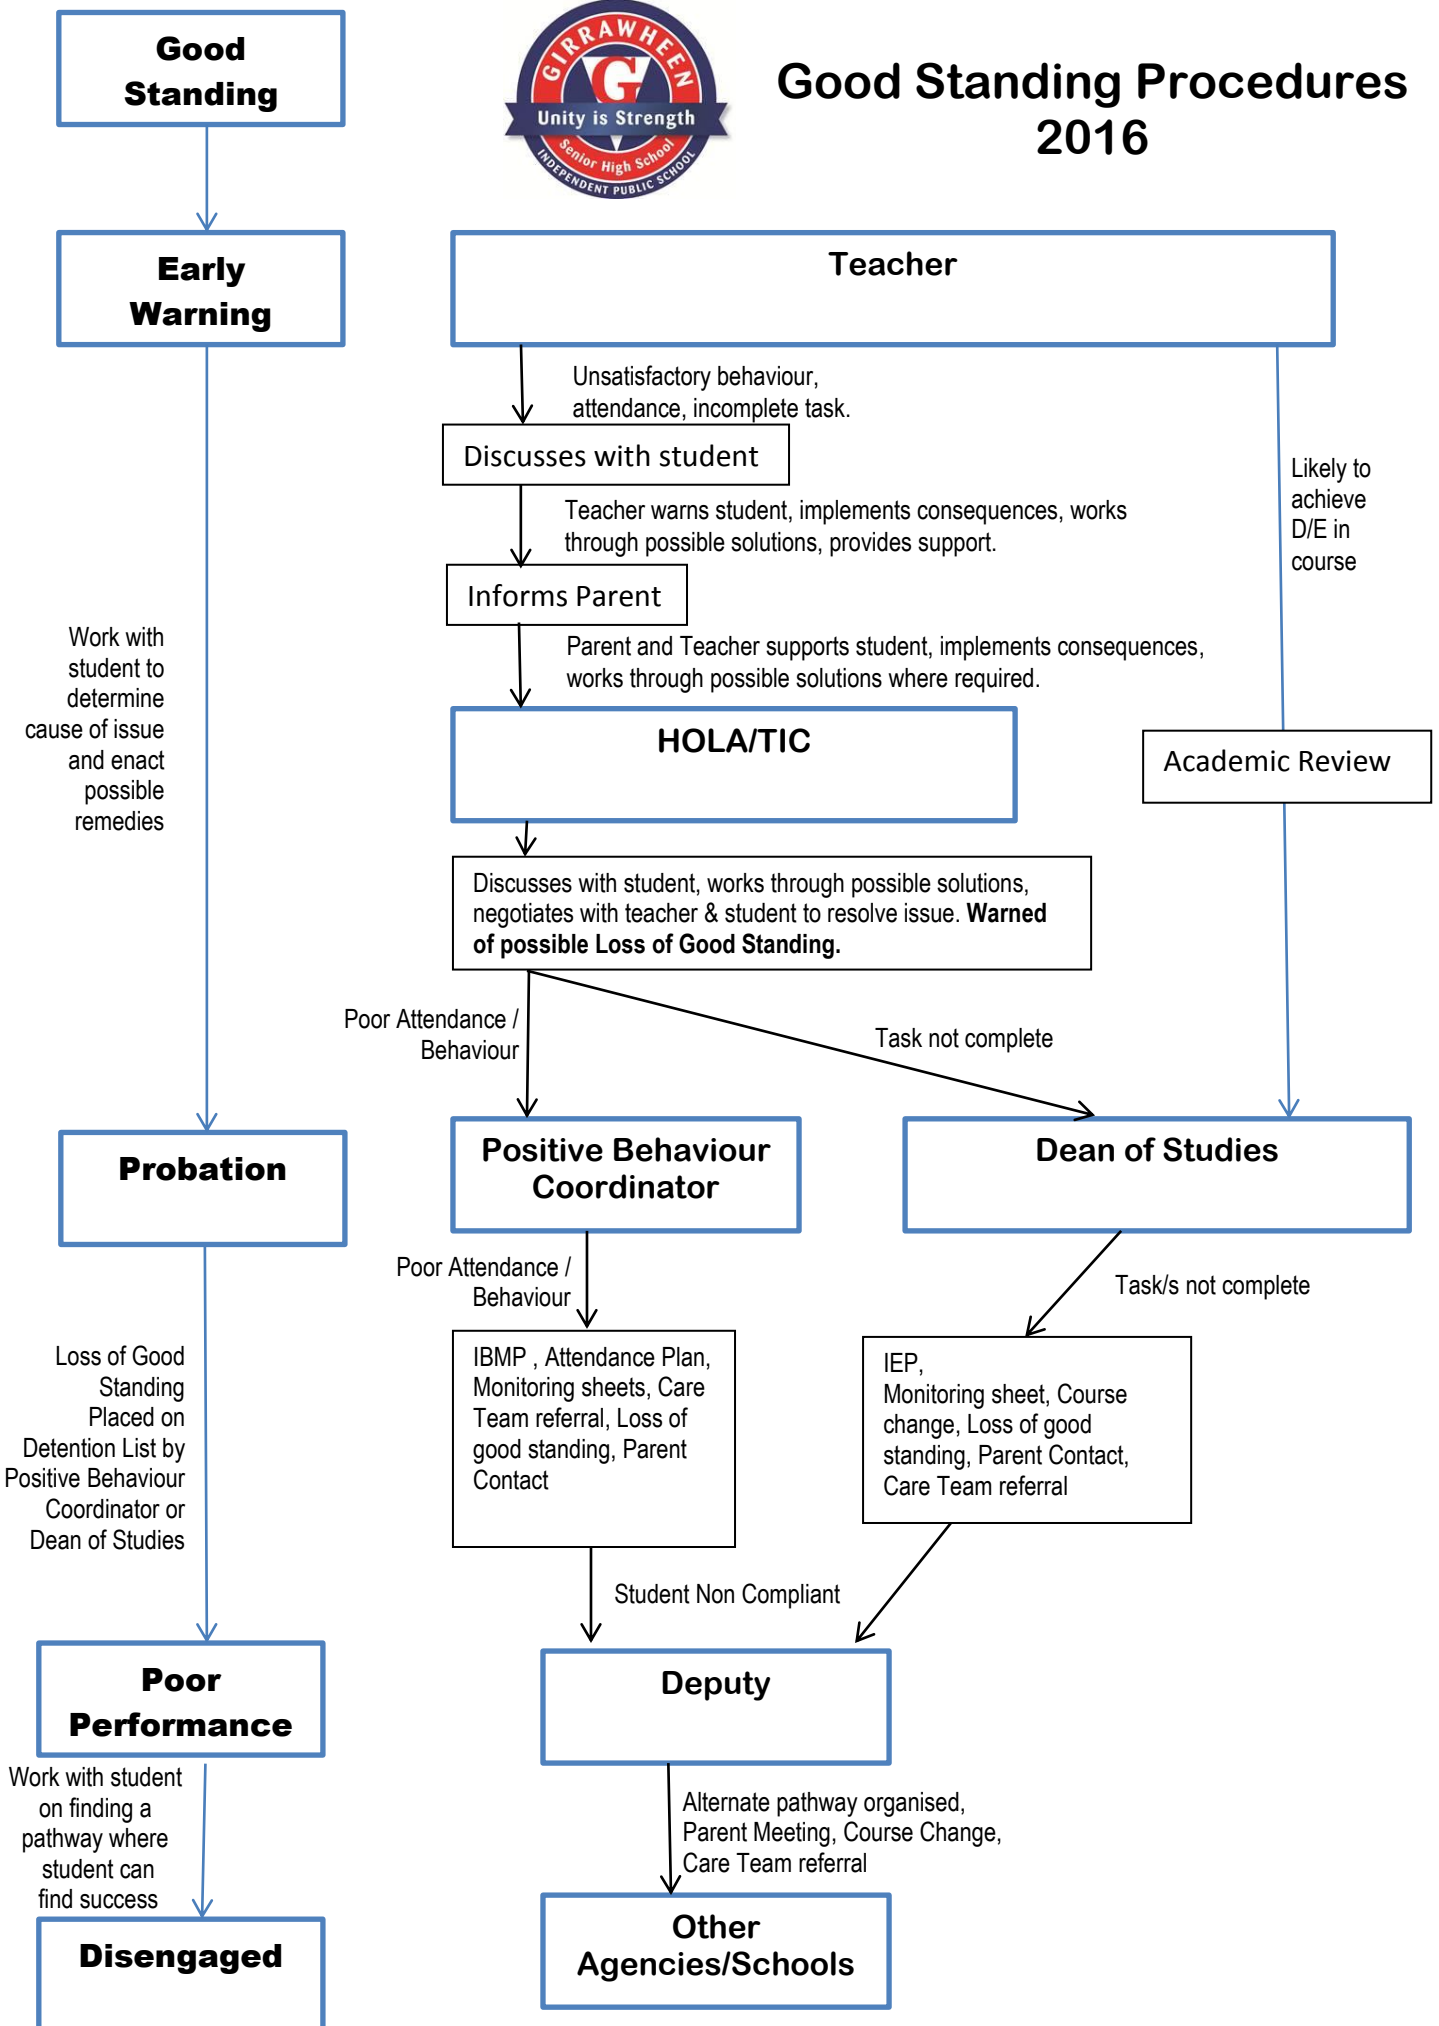 Good
Standing
GIRRAWHEEN
G
Unity is Strength
Senior High School
INDEPENDENT PUBLIC SCHOOL
Good Standing Procedures
2016
Early
Warning
Teacher
Unsatisfactory behaviour,
attendance, incomplete task.
Discusses with student
Likely to
achieve
D/E in
course
Teacher warns student, implements consequences, works
through possible solutions, provides support.
Informs Parent
Work with
student to
determine
cause of issue
and enact
possible
remedies
Parent and Teacher supports student, implements consequences,
works through possible solutions where required.
HOLA/TIC
Academic Review
Discusses with student, works through possible solutions,
negotiates with teacher & student to resolve issue. Warned
of possible Loss of Good Standing.
Poor Attendance /
Behaviour
Task not complete
Probation
Positive Behaviour
Coordinator
Dean of Studies
Poor Attendance /
Behaviour
Task/s not complete
Loss of Good
Standing
Placed on
Detention List by
Positive Behaviour
Coordinator or
Dean of Studies
IBMP , Attendance Plan,
Monitoring sheets, Care
Team referral, Loss of
good standing, Parent
Contact
IEP,
Monitoring sheet, Course
change, Loss of good
standing, Parent Contact,
Care Team referral
Student Non Compliant
Poor
Performance
Deputy
Work with student
on finding a
pathway where
student can
find success
Alternate pathway organised,
Parent Meeting, Course Change,
Care Team referral
Disengaged
Other
Agencies/Schools